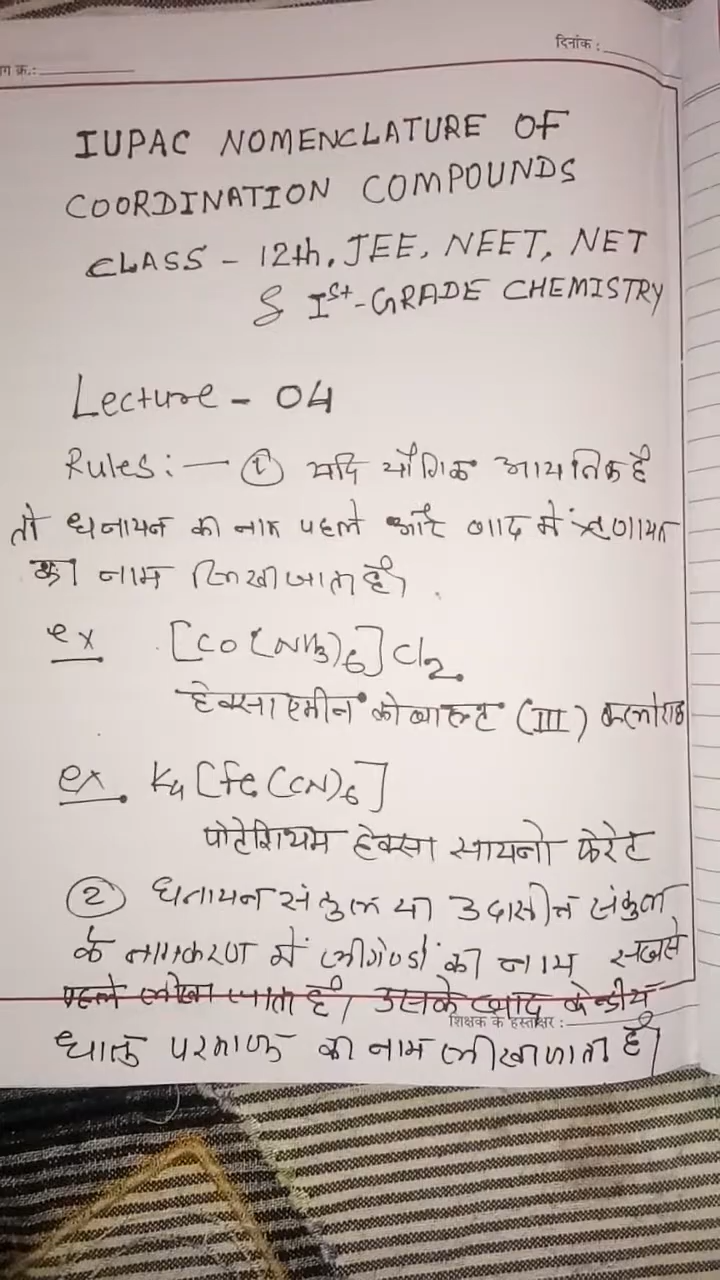 दिनांक :
ग क्र.:
IUPAC NOMENCLATURE OF
COORDINATION COMPOUNDS
CLASS - 12th, JEE, NEET, NET
& Ist-GRADE CHEMISTRY
Lecture - 04
Rules:— ① यदि यौगिक आयनिक है
तो धनायन का नाम पहले और बाद में ऋणायन
का नाम लिखा जाता है।
ex [CO(NH3)6]Cl2.
हेक्साएमीन कोबाल्ट (III) क्लोराइड
ex. K4[Fe(CN)6]
पोटेशियम हेक्सा सायनो फेरेट
② धनायन संकुल या उदासीन संकुल
के नामकरण में लीगेण्डों का नाम सबसे
पहले लीखा जाता है। उसके बाद केन्द्रीय
शिक्षक के हस्ताक्षर :
धातु परमाणु का नाम लीखा जाता है।